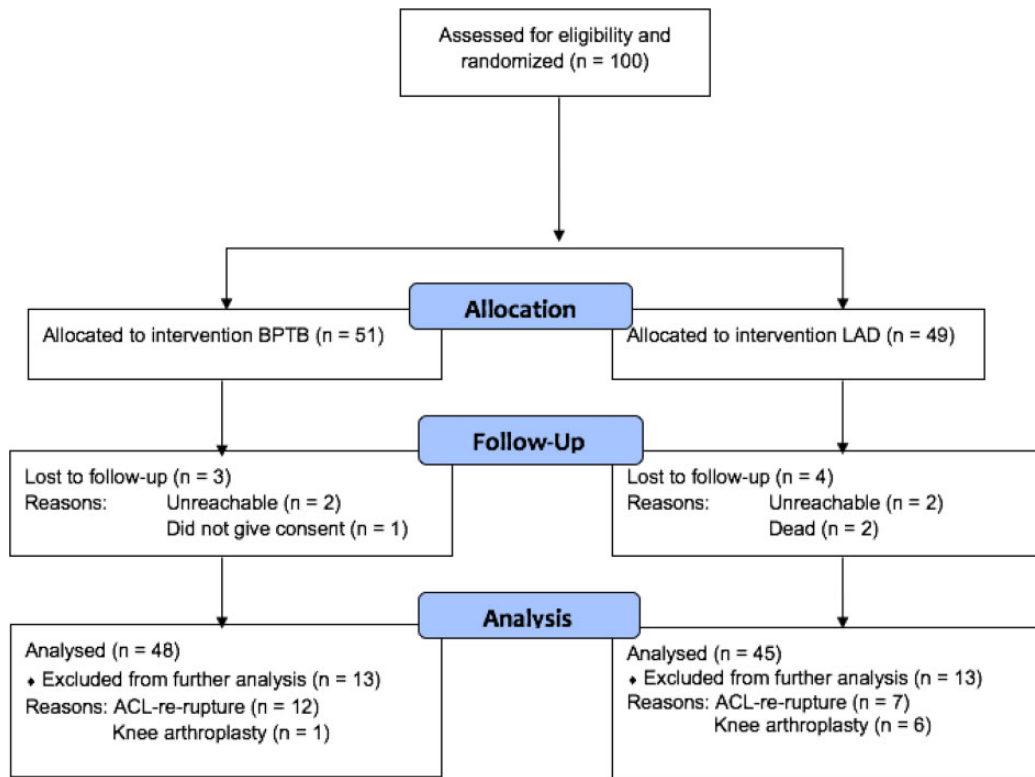 Assessed for eligibility and
randomized (n = 100)
Allocation
Allocated to intervention BPTB (n = 51)
Allocated to intervention LAD (n = 49)
Follow-Up
Lost to follow-up (n = 3)
Reasons: Unreachable (n = 2)
Did not give consent (n = 1)
Lost to follow-up (n = 4)
Reasons: Unreachable (n = 2)
Dead (n = 2)
Analysis
Analysed (n = 48)
♦ Excluded from further analysis (n = 13)
Reasons: ACL-re-rupture (n = 12)
Knee arthroplasty (n = 1)
Analysed (n = 45)
♦ Excluded from further analysis (n = 13)
Reasons: ACL-re-rupture (n = 7)
Knee arthroplasty (n = 6)